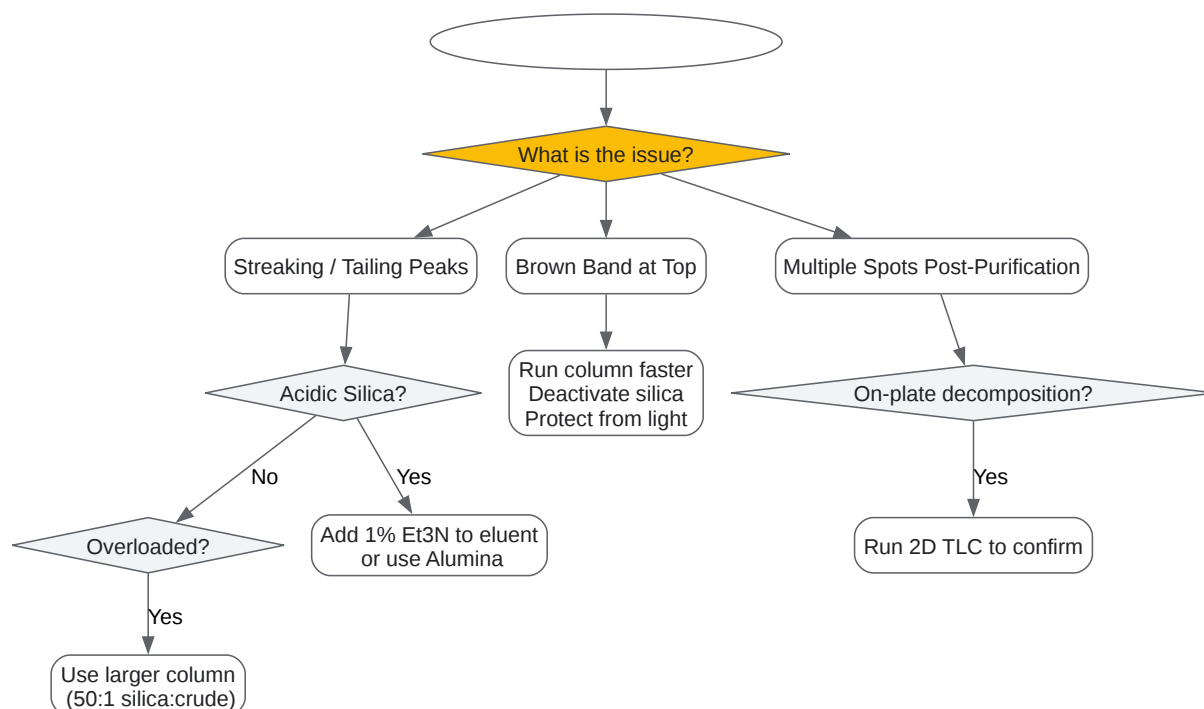 What is the issue?
Streaking / Tailing Peaks
Brown Band at Top
Multiple Spots Post-Purification
Run column faster
Deactivate silica
Protect from light
Acidic Silica?
On-plate decomposition?
No
Yes
Yes
Overloaded?
Add 1% Et3N to eluent
or use Alumina
Run 2D TLC to confirm
Yes
Use larger column
(50:1 silica:crude)